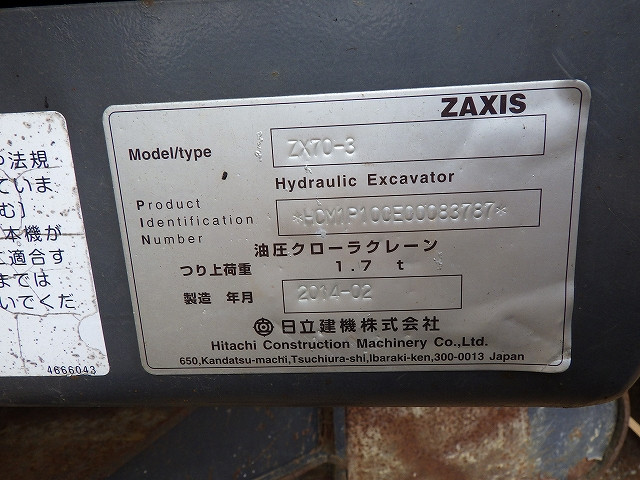 ZAXIS
Model/type ZX70-3
Hydraulic Excavator
Product
Identification
Number
*HCM1P100E00083787*
油圧クローラクレーン
つり上荷重 1.7 t
製造 年月 2014-02
日立建機株式会社
Hitachi Construction Machinery Co.,Ltd.
650,Kandatsu-machi,Tsuchiura-shi,Ibaraki-ken,300-0013 Japan
法規
ていま
む)
本機が
に適合す
までは
いでくだ
4666043